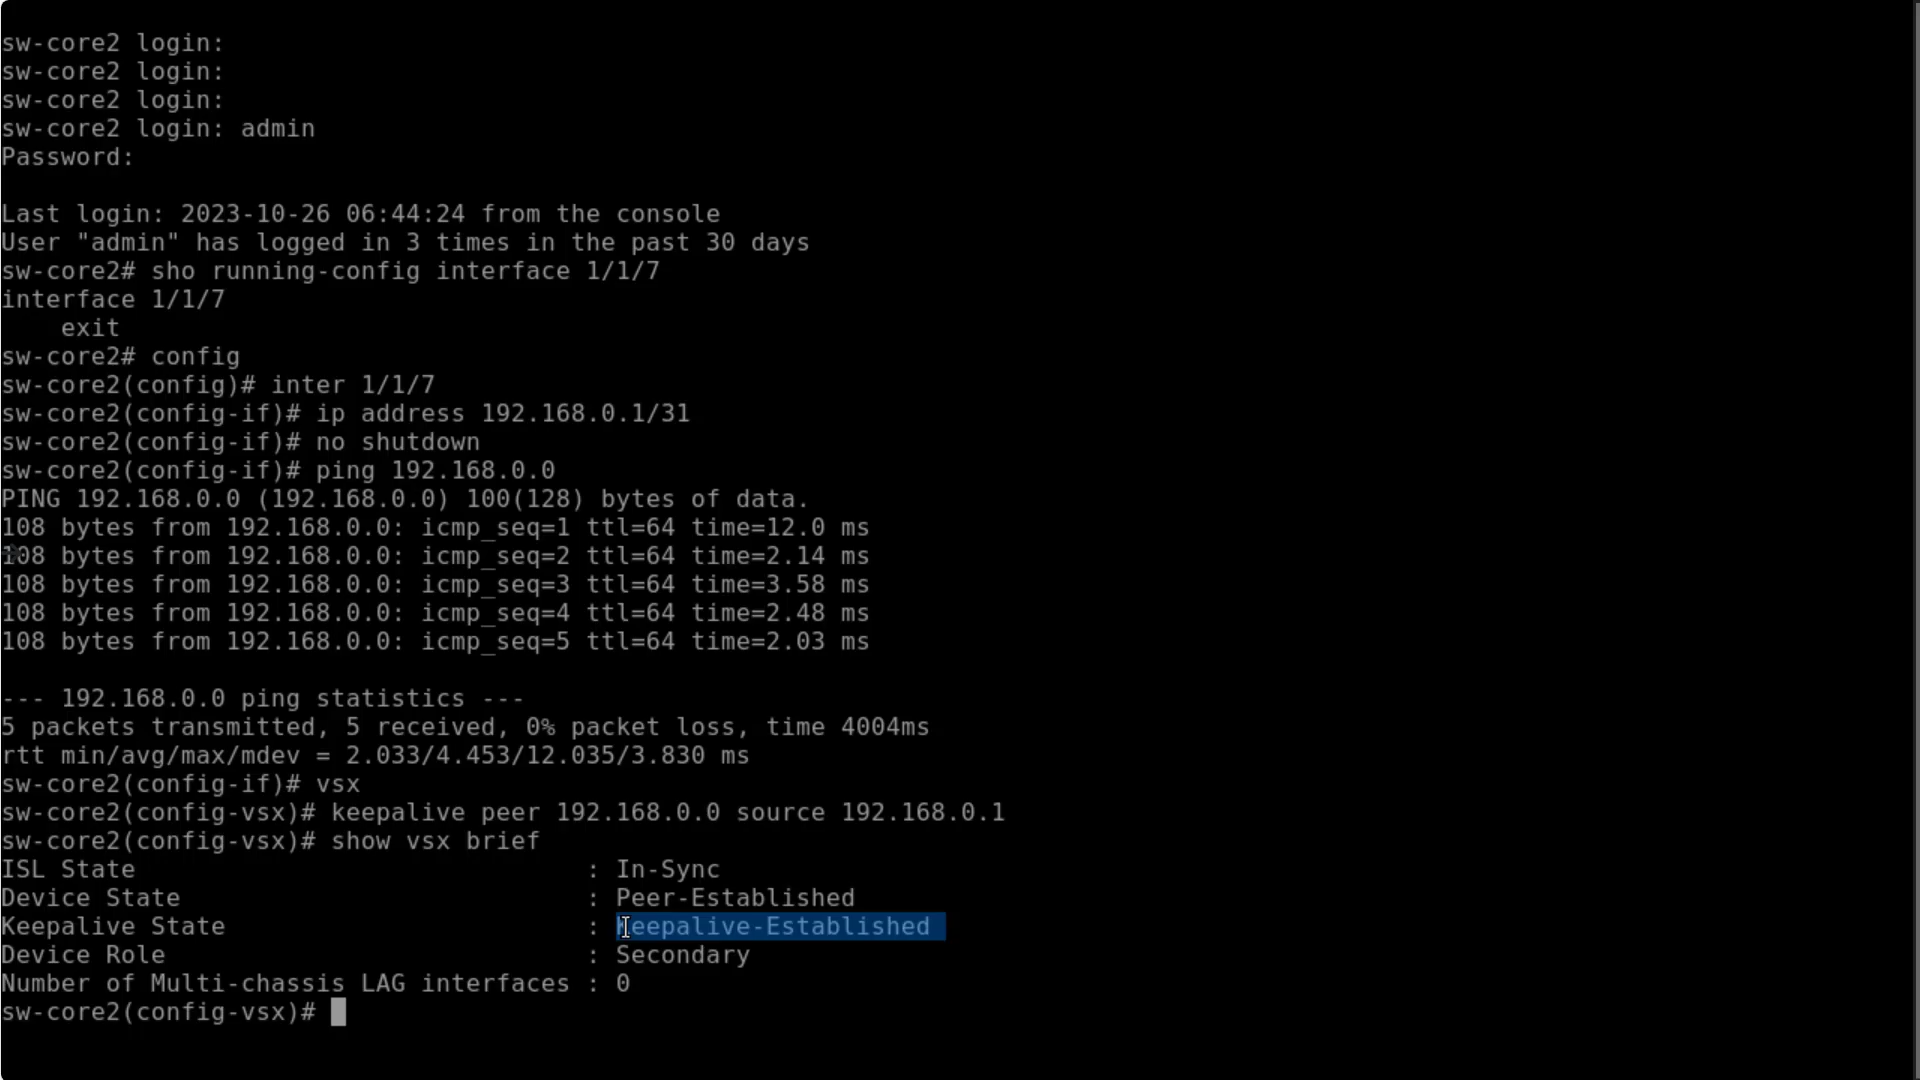 sw-core2 login:
sw-core2 login:
sw-core2 login:
sw-core2 login: admin
Password:
Last login: 2023-10-26 06:44:24 from the console
User "admin" has logged in 3 times in the past 30 days
sw-core2# sho running-config interface 1/1/7
interface 1/1/7
    exit
sw-core2# config
sw-core2(config)# inter 1/1/7
sw-core2(config-if)# ip address 192.168.0.1/31
sw-core2(config-if)# no shutdown
sw-core2(config-if)# ping 192.168.0.0
PING 192.168.0.0 (192.168.0.0) 100(128) bytes of data.
108 bytes from 192.168.0.0: icmp_seq=1 ttl=64 time=12.0 ms
108 bytes from 192.168.0.0: icmp_seq=2 ttl=64 time=2.14 ms
108 bytes from 192.168.0.0: icmp_seq=3 ttl=64 time=3.58 ms
108 bytes from 192.168.0.0: icmp_seq=4 ttl=64 time=2.48 ms
108 bytes from 192.168.0.0: icmp_seq=5 ttl=64 time=2.03 ms
--- 192.168.0.0 ping statistics ---
5 packets transmitted, 5 received, 0% packet loss, time 4004ms
rtt min/avg/max/mdev = 2.033/4.453/12.035/3.830 ms
sw-core2(config-if)# vsx
sw-core2(config-vsx)# keepalive peer 192.168.0.0 source 192.168.0.1
sw-core2(config-vsx)# show vsx brief
ISL State                              : In-Sync
Device State                           : Peer-Established
Keepalive State                        : Keepalive-Established
Device Role                            : Secondary
Number of Multi-chassis LAG interfaces : 0
sw-core2(config-vsx)#